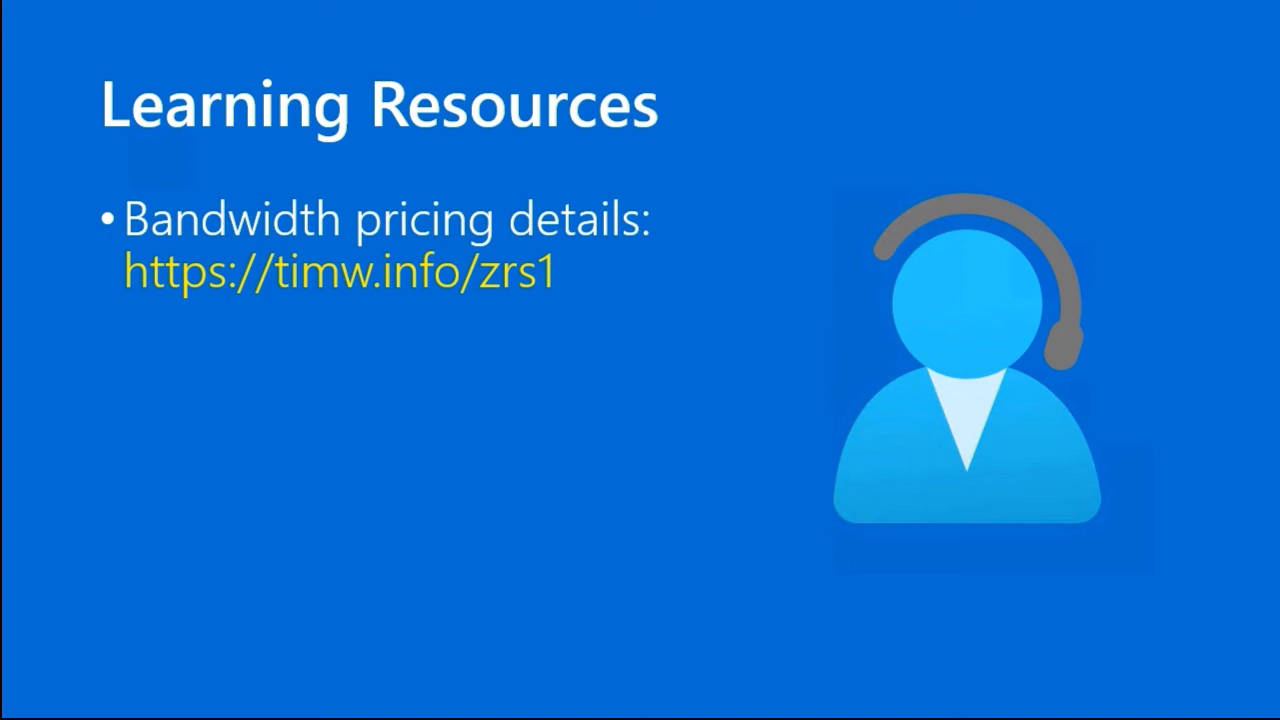 Learning Resources
• Bandwidth pricing details:
https://timw.info/zrs1